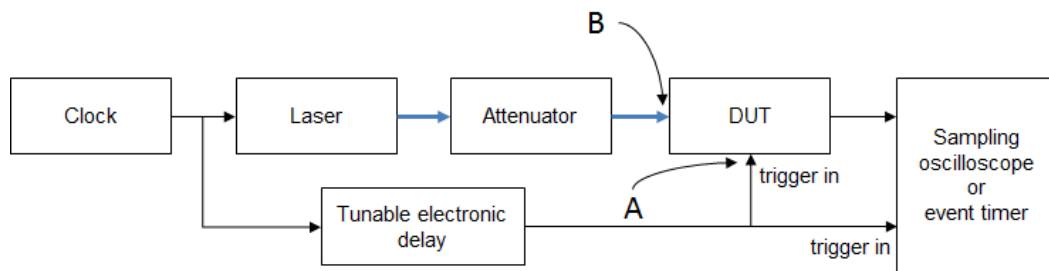 B
Clock
Laser
Attenuator
DUT
Sampling
oscilloscope
or
event timer
trigger in
A
Tunable electronic
delay
trigger in